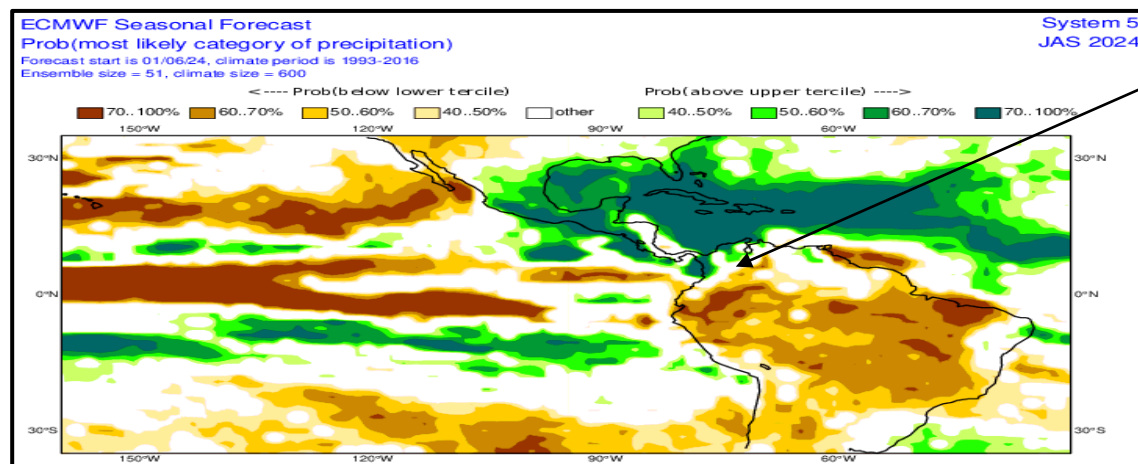 ECMWF Seasonal Forecast
System 5
Prob(most likely category of precipitation)
JAS 2024
Forecast start is 01/06/24, climate period is 1993-2016
Ensemble size = 51, climate size = 600
<---- Prob(below lower tercile)
Prob(above upper tercile) ---->
70..100% 60..70% 50..60% 40..50% other 40..50% 50..60% 60..70% 70..100%
150°W 120°W 90°W 60°W
30°N 30°N
0°N 0°N
30°S 30°S
150°W 120°W 90°W 60°W